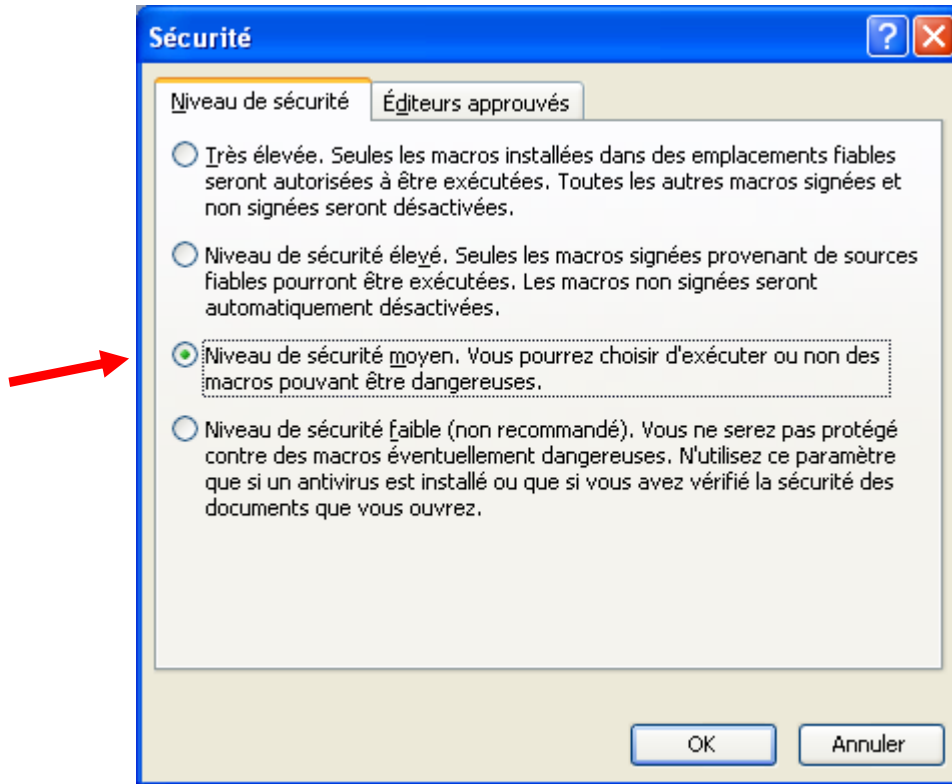 Sécurité
Niveau de sécurité
Éditeurs approuvés
Très élevée. Seules les macros installées dans des emplacements fiables
seront autorisées à être exécutées. Toutes les autres macros signées et
non signées seront désactivées.
Niveau de sécurité élevé. Seules les macros signées provenant de sources
fiables pourront être exécutées. Les macros non signées seront
automatiquement désactivées.
Niveau de sécurité moyen. Vous pourrez choisir d'exécuter ou non des
macros pouvant être dangereuses.
Niveau de sécurité faible (non recommandé). Vous ne serez pas protégé
contre des macros éventuellement dangereuses. N'utilisez ce paramètre
que si un antivirus est installé ou que si vous avez vérifié la sécurité des
documents que vous ouvrez.
OK
Annuler